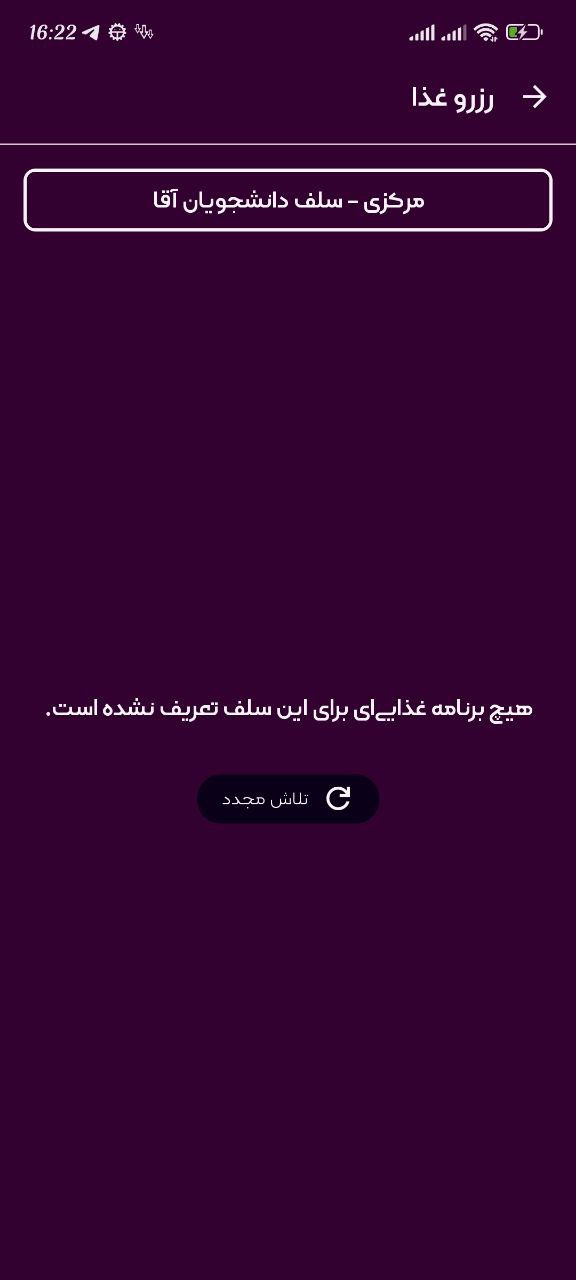 16:22
رزرو غذا
مرکزی - سلف دانشجویان آقا
هیچ برنامه غذایی‌ای برای این سلف تعریف نشده است.
تلاش مجدد